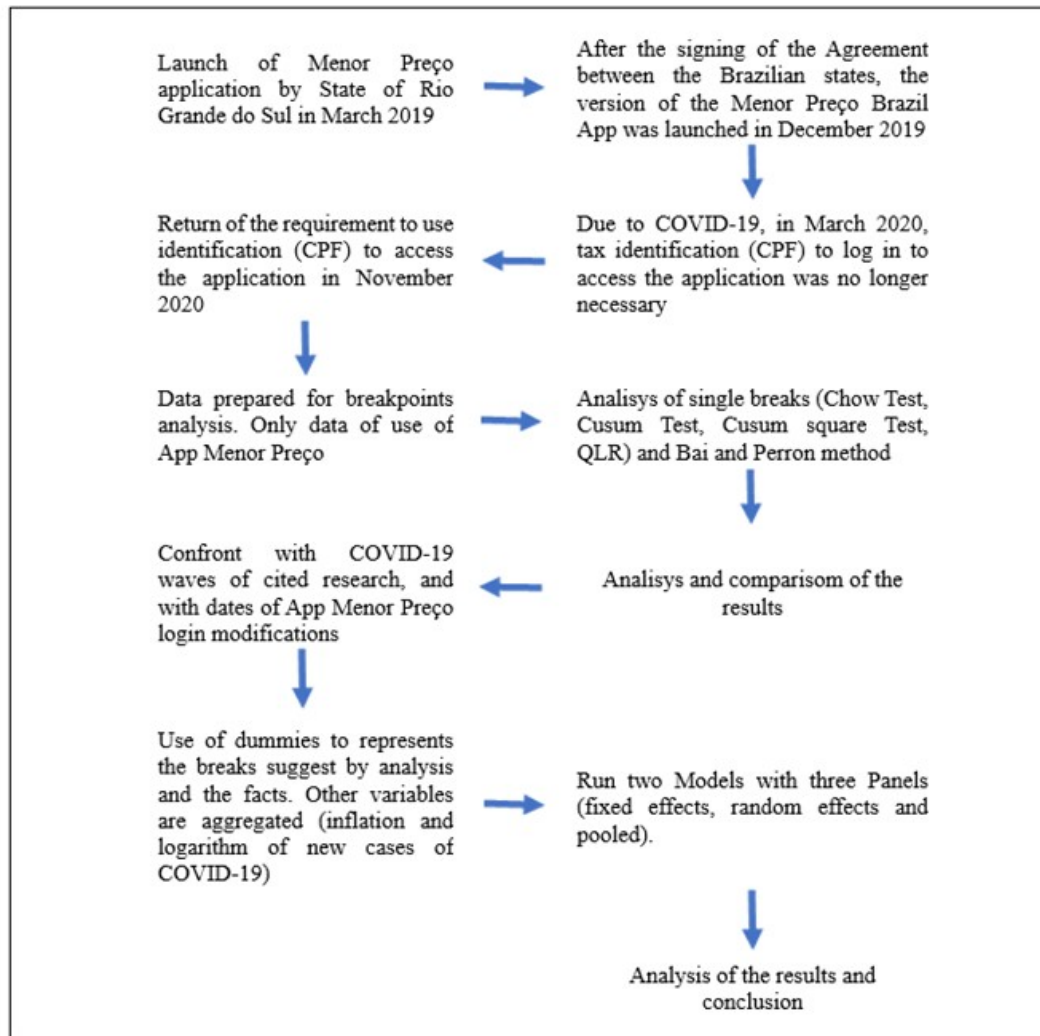 Launch of Menor Preço
application by State of Rio
Grande do Sul in March 2019
After the signing of the Agreement
between the Brazilian states, the
version of the Menor Preço Brazil
App was launched in December 2019
Due to COVID-19, in March 2020,
tax identification (CPF) to log in to
access the application was no longer
necessary
Return of the requirement to use
identification (CPF) to access
the application in November
2020
Data prepared for breakpoints
analysis. Only data of use of
App Menor Preço
Analisys of single breaks (Chow Test,
Cusum Test, Cusum square Test,
QLR) and Bai and Perron method
Analisys and comparisom of the
results
Confront with COVID-19
waves of cited research, and
with dates of App Menor Preço
login modifications
Use of dummies to represents
the breaks suggest by analysis
and the facts. Other variables
are aggregated (inflation and
logarithm of new cases of
COVID-19)
Run two Models with three Panels
(fixed effects, random effects and
pooled).
Analysis of the results and
conclusion